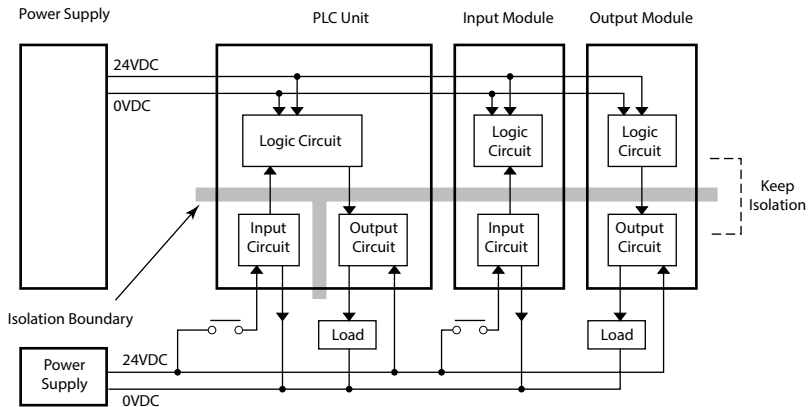 Power Supply
PLC Unit
Input Module
Output Module
24VDC
0VDC
Logic Circuit
Logic
Circuit
Logic
Circuit
Keep
Isolation
Input
Circuit
Output
Circuit
Input
Circuit
Output
Circuit
Isolation Boundary
Load
Load
Power
Supply
24VDC
0VDC